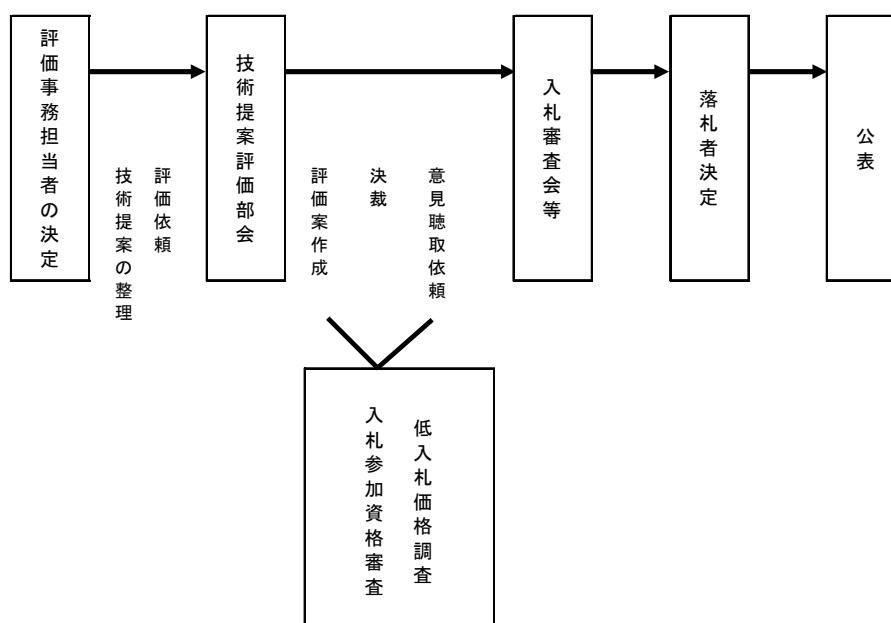 評価事務担当者の決定
技術提案の整理
評価依頼
技術提案評価部会
評価案作成
決裁
意見聴取依頼
入札審査会等
落札者決定
公表
入札参加資格審査
低入札価格調査